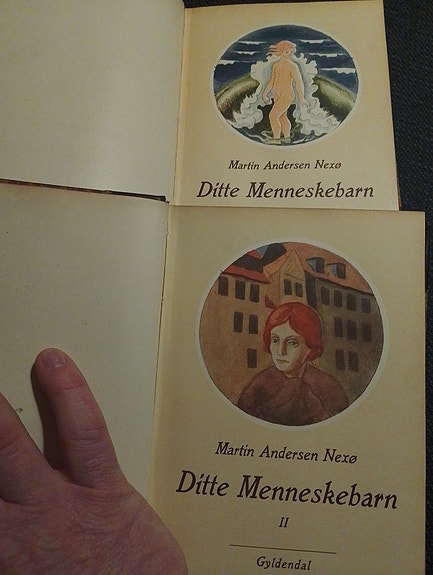 Martin Andersen Nexø
Ditte Menneskebarn
Martin Andersen Nexø
Ditte Menneskebarn
II
Gyldendal